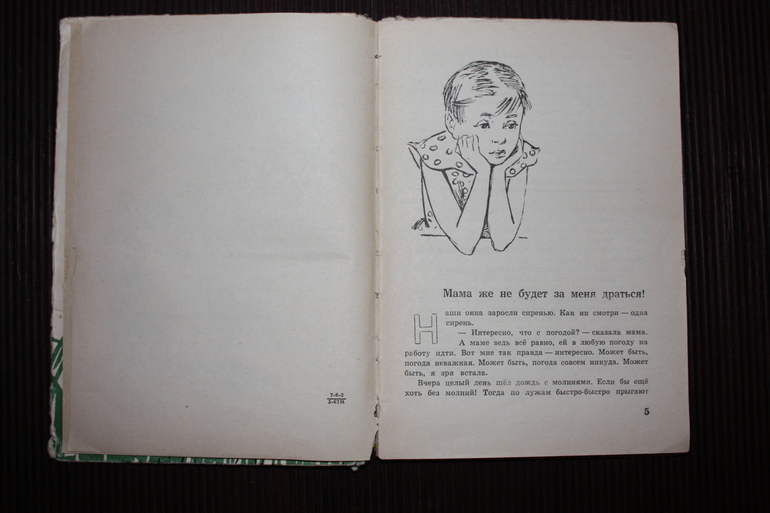 7-6-2
Мама же не будет за меня драться!
Наши окна заросли сиренью. Как ни смотри — одна
сирень.
— Интересно, что с погодой? — сказала мама.
А маме ведь всё равно, ей в любую погоду на
работу идти. Вот мне так правда — интересно. Может быть,
погода неважная. Может быть, погода совсем никуда. Может
быть, я зря встала.
Вчера целый день шёл дождь с молниями. Если бы ещё
хоть без молний! Тогда по лужам быстро-быстро прыгают
5